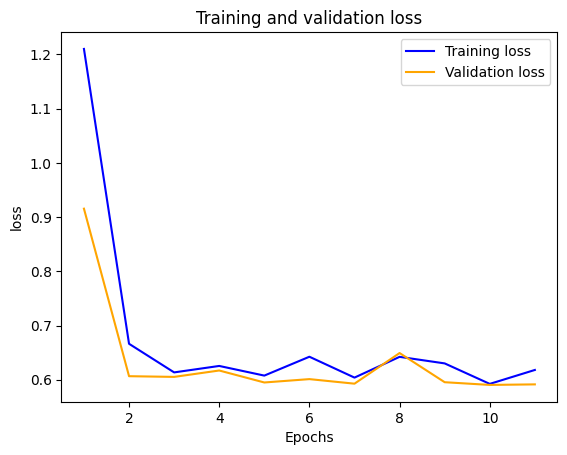 Training and validation loss
Training loss
Validation loss
1.2
1.1
1.0
0.9
0.8
0.7
0.6
loss
2 4 6 8 10
Epochs